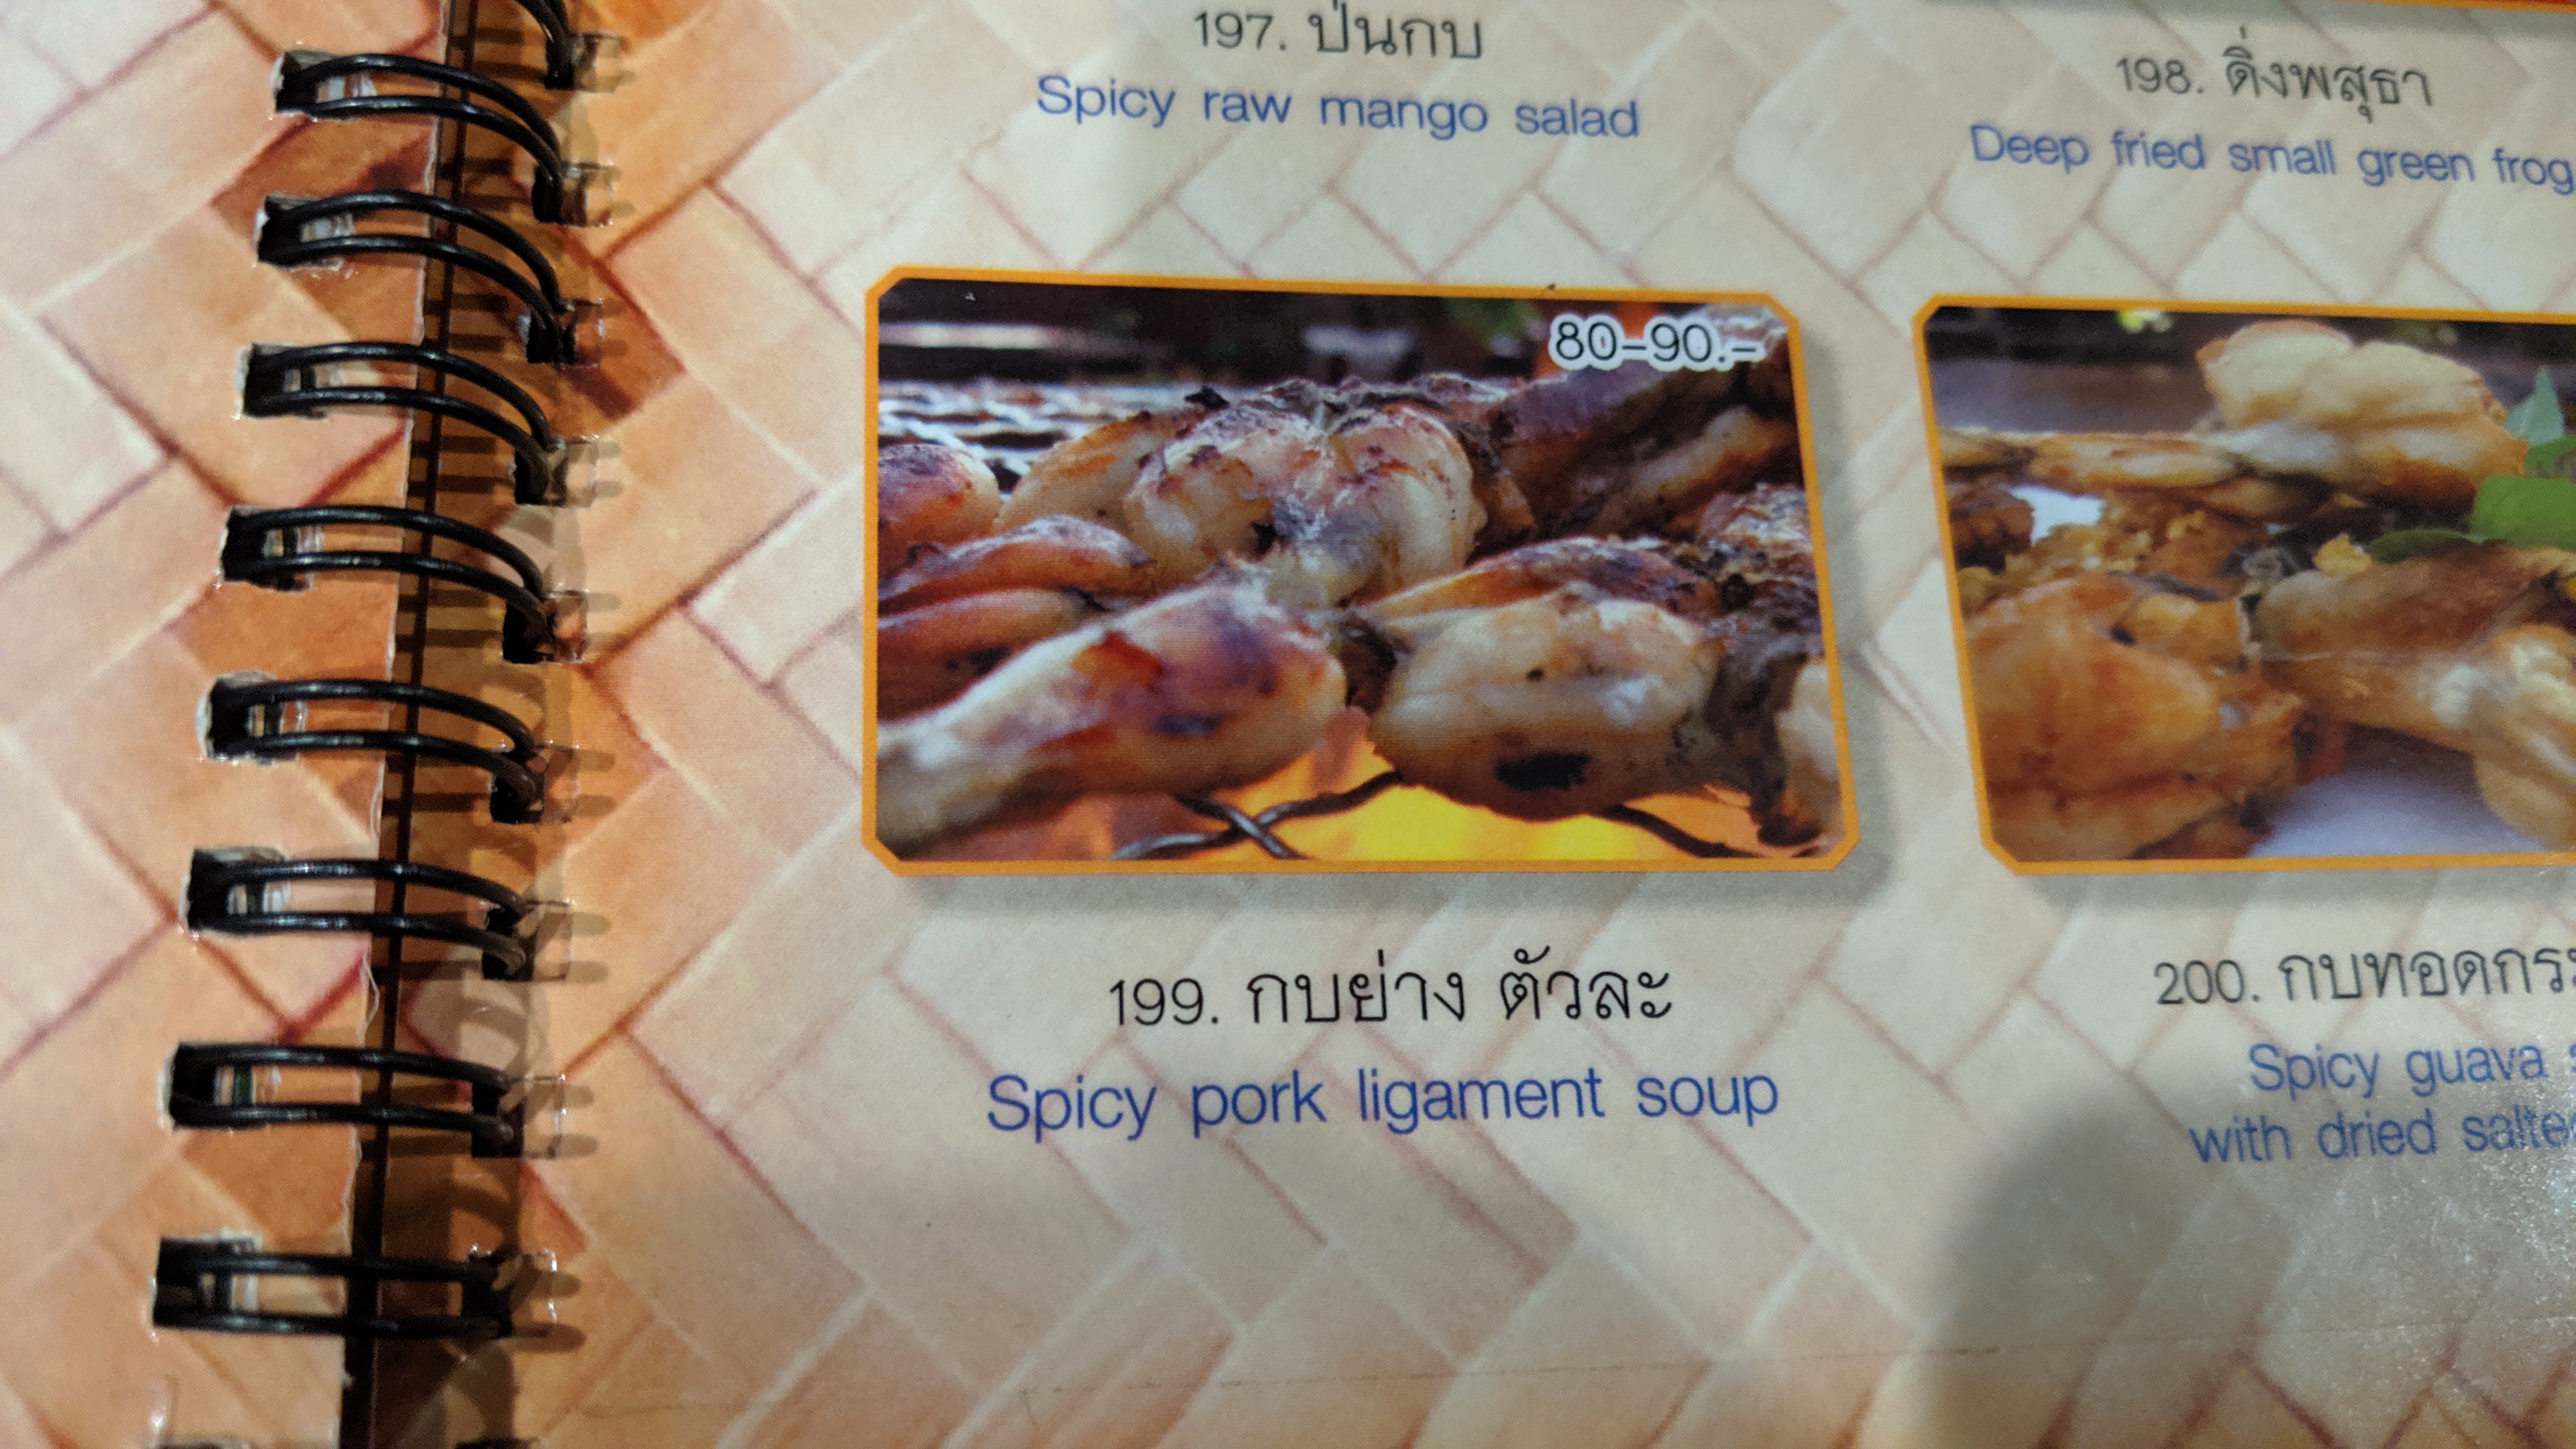 197. ป่นกบ
Spicy raw mango salad
198. ดิ่งพสุธา
Deep fried small green frog
80-90.-
199. กบย่าง ตัวละ
Spicy pork ligament soup
200. กบทอดกระ
Spicy guava
with dried salte